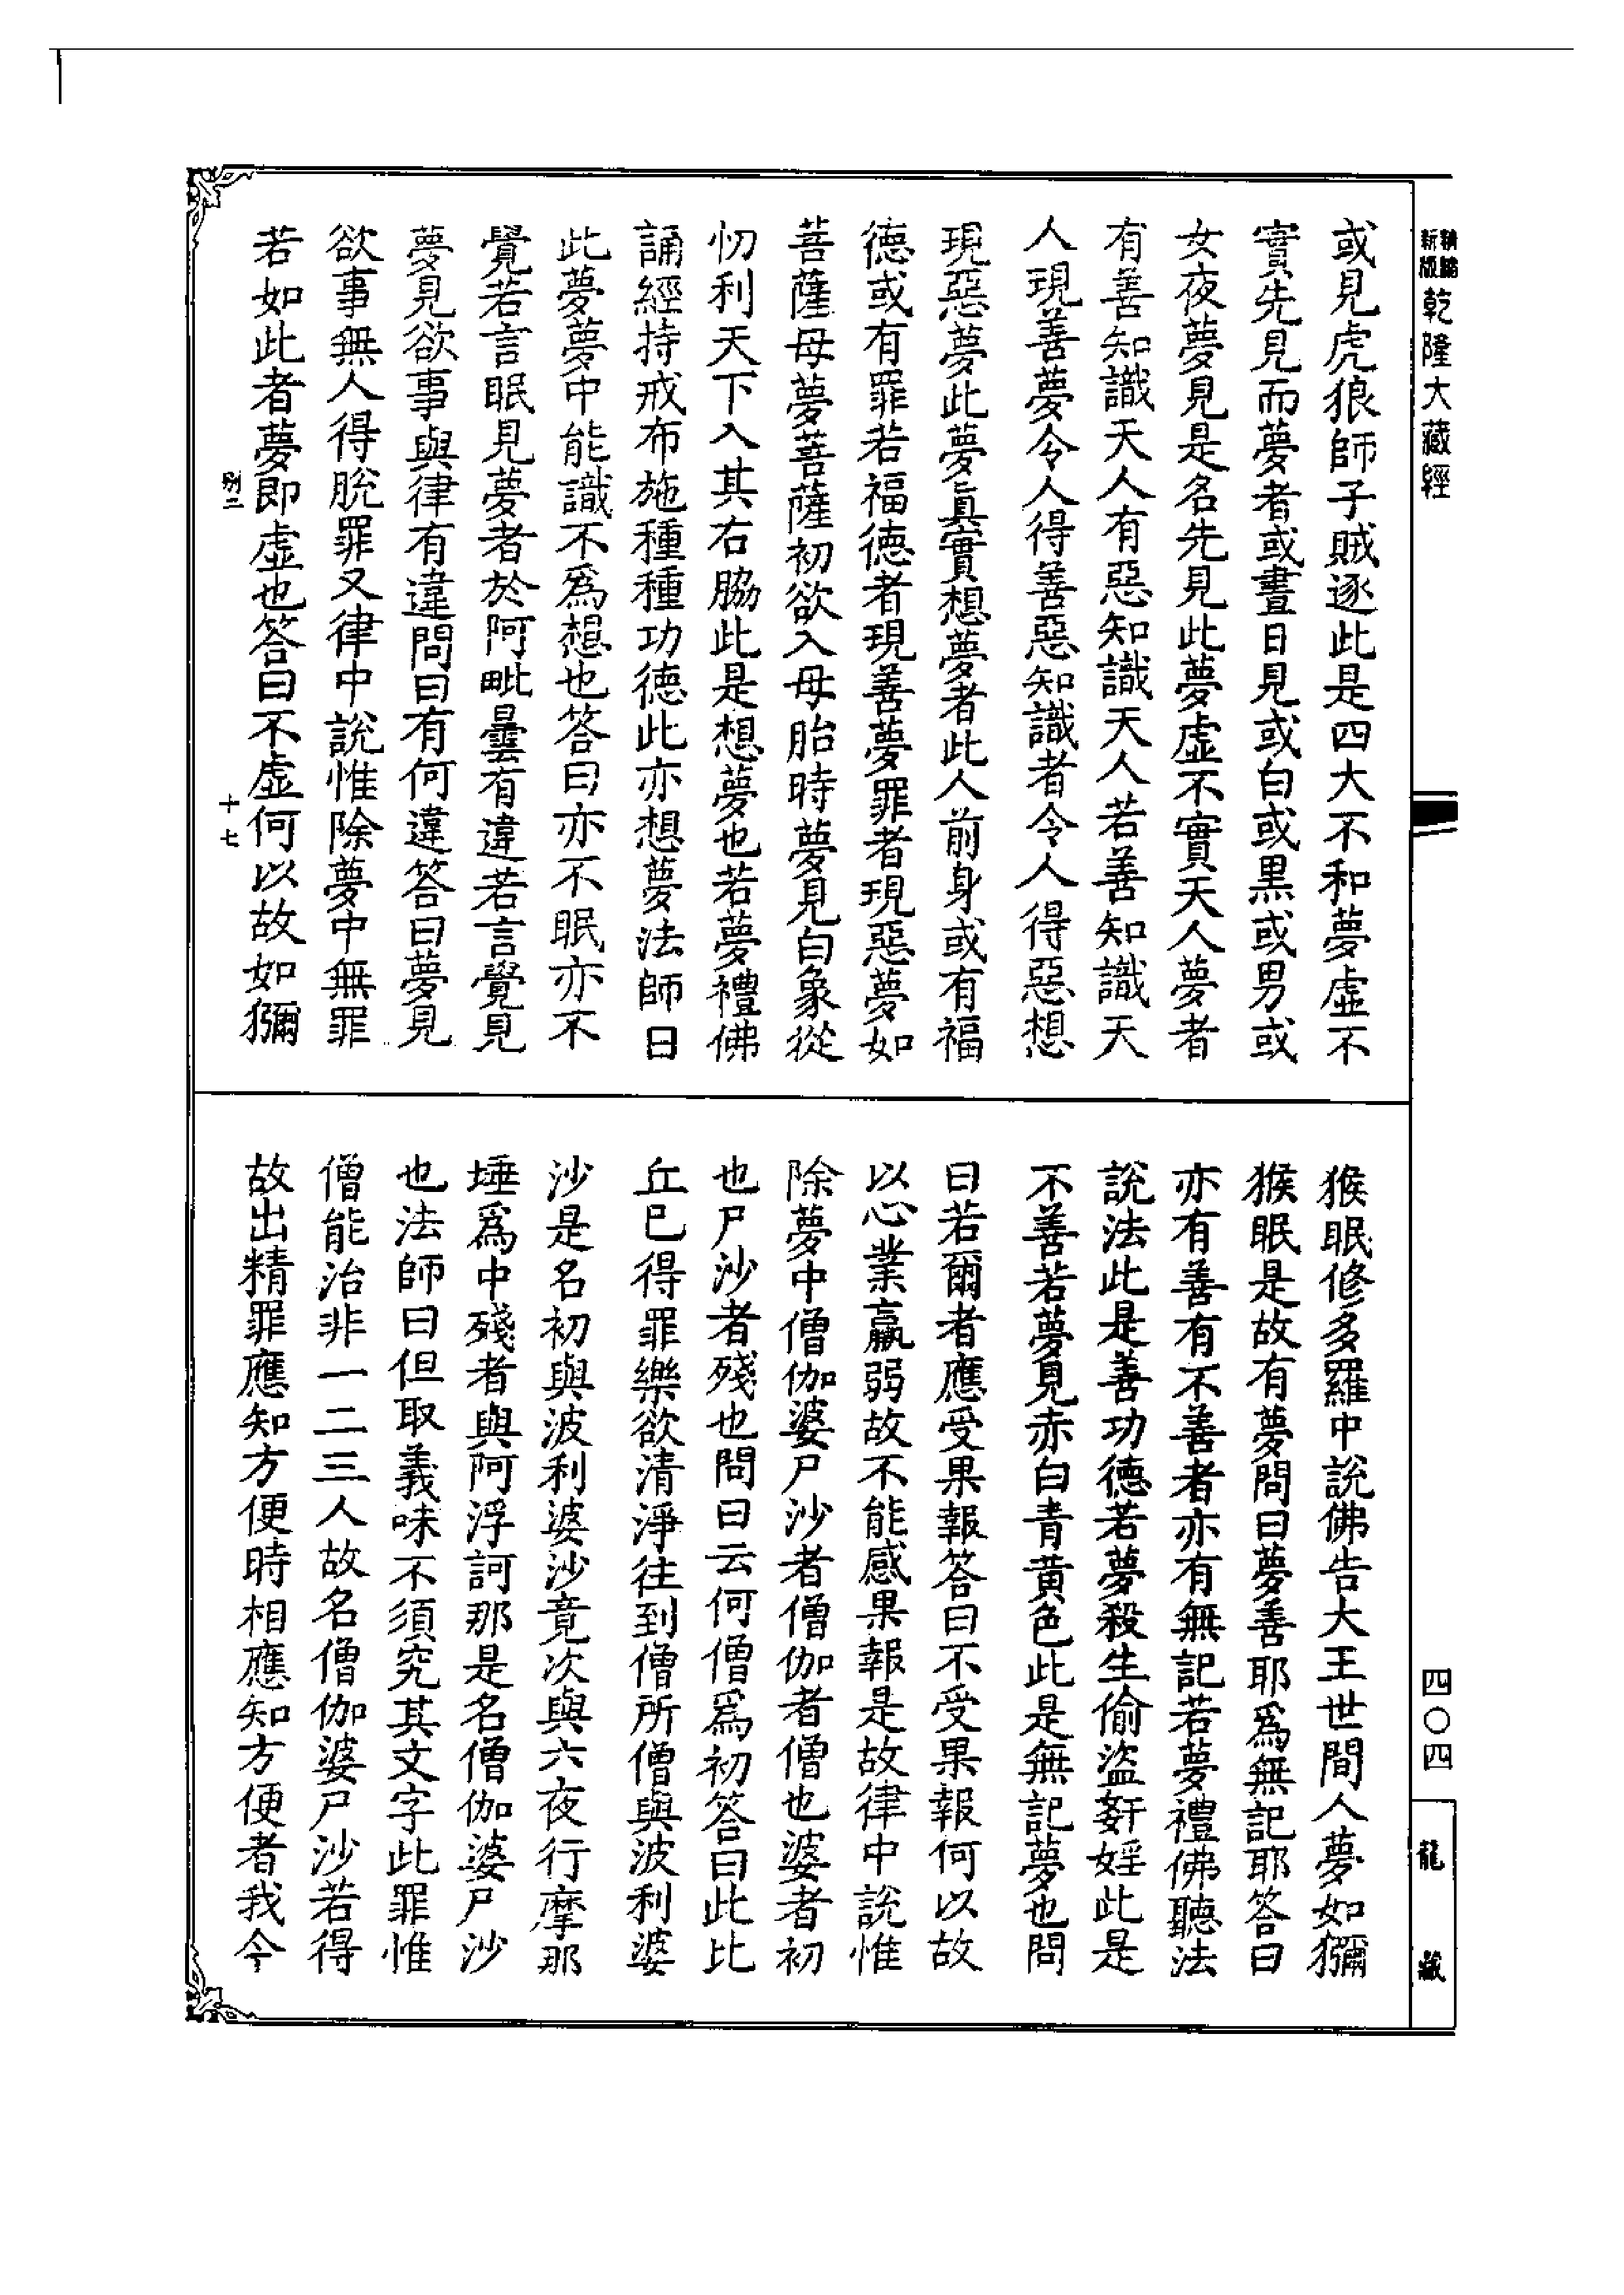 新版精縮乾隆大藏經
或見虎狼師子賊逐此是四大不和夢虛不
實先見而夢者或晝日見或白或黑或男或
女夜夢見是名先見此夢虛不實天人夢者
有善知識天人有惡知識天人若善知識天
人現善夢令人得善惡知識者令人得惡想
現惡夢此夢眞實想夢者此人前身或有福
德或有罪若福德者現善夢罪者現惡夢如
菩薩母夢菩薩初欲入母胎時夢見白象從
忉利天下入其右脇此是想夢也若夢禮佛
誦經持戒布施種種功德此亦想夢法師曰
此夢夢中能識不爲想也答曰亦不眠亦不
覺若言眠見夢者於阿毗曇有違若言覺見
夢見欲事與律有違問曰有何違答曰夢見
欲事無人得脫罪又律中說惟除夢中無罪
若如此者夢即虛也答曰不虛何以故如獼
十七
猴眠修多羅中說佛告大王世間人夢如獼
猴眠是故有夢問曰夢善耶爲無記耶答曰
亦有善有不善者亦有無記若夢禮佛聽法
說法此是善功德若夢殺生偷盜姧婬此是
不善若夢見赤白青黃色此是無記夢也問
曰若爾者應受果報答曰不受果報何以故
以心業羸弱故不能感果報是故律中說惟
除夢中僧伽婆尸沙者僧伽者僧也婆者初
也尸沙者殘也問曰云何僧爲初答曰此比
丘已得罪樂欲清淨往到僧所僧與波利婆
沙是名初與波利婆沙竟次與六夜行摩那
埵爲中殘者與阿浮訶那是名僧伽婆尸沙
也法師曰但取義味不須究其文字此罪惟
僧能治非一二三人故名僧伽婆尸沙若得
故出精罪應知方便時相應知方便者我今
四〇四
龍藏